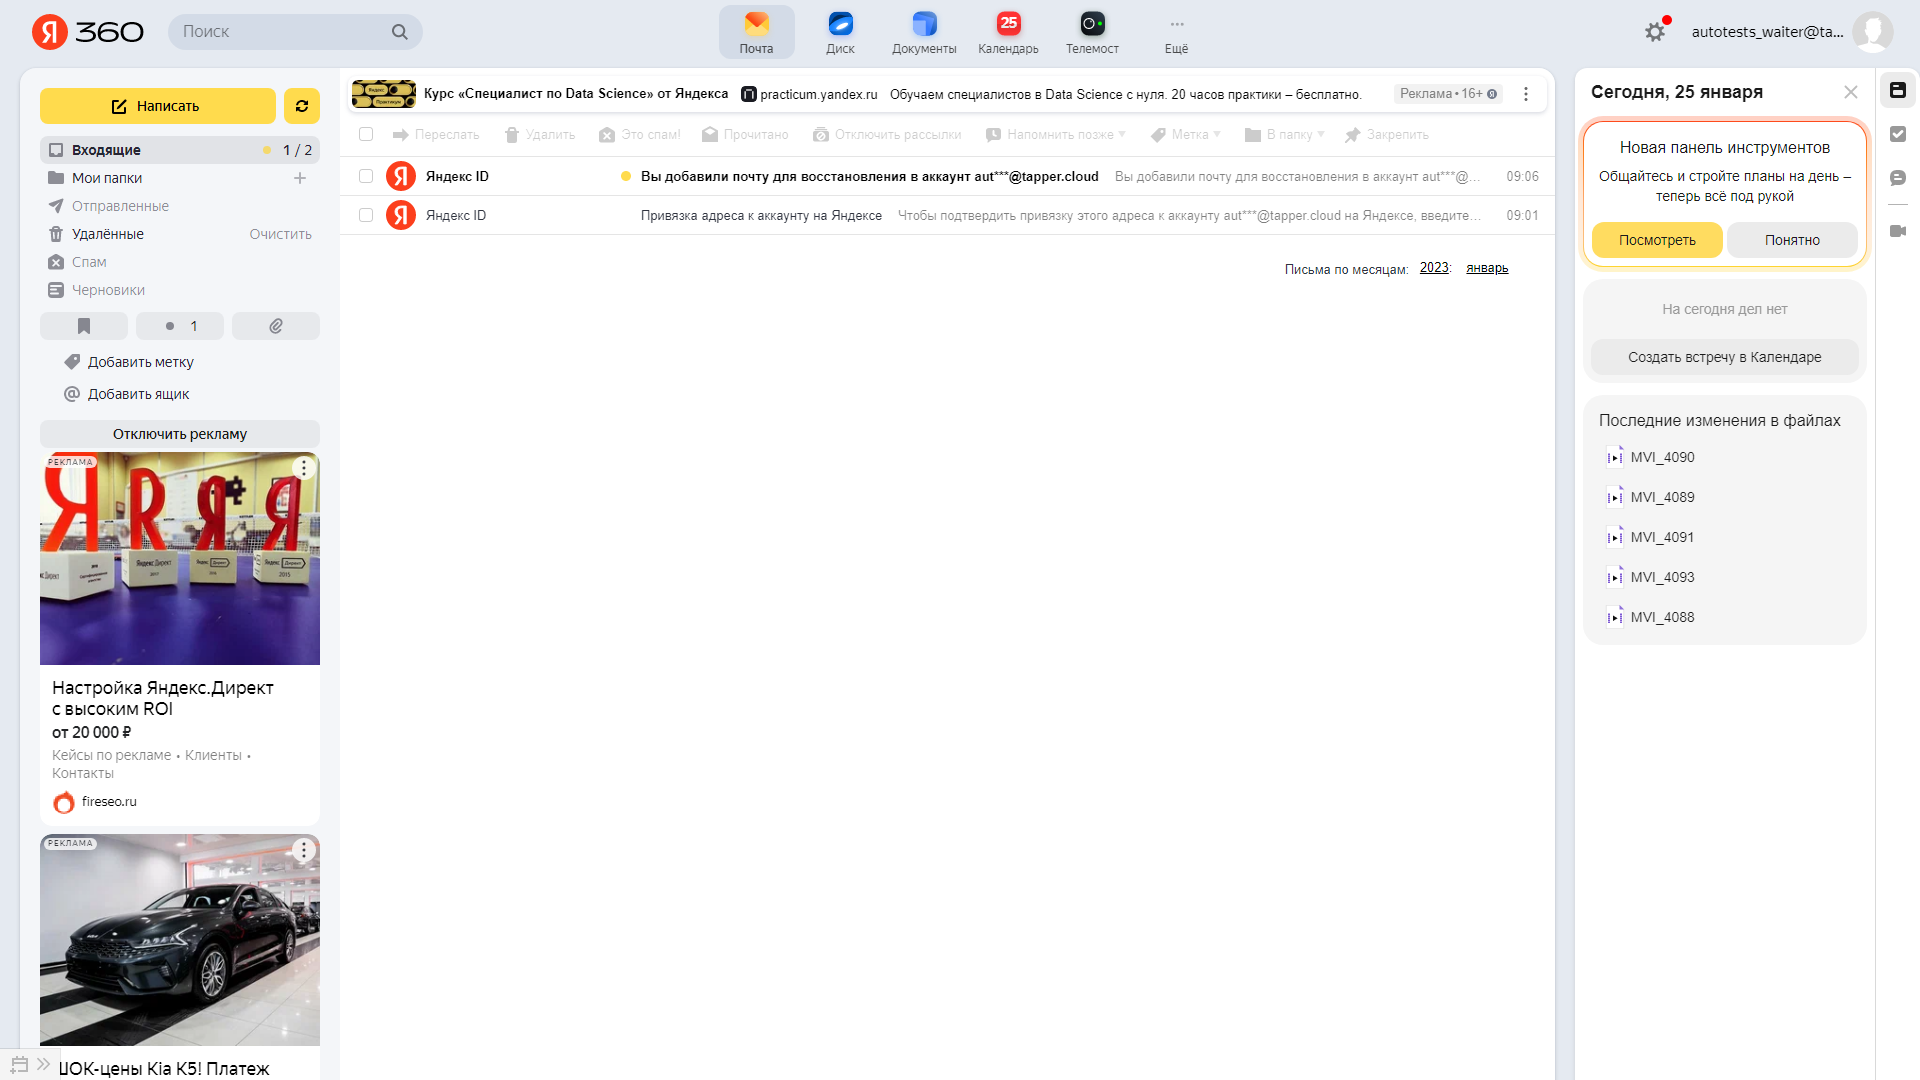 Я 360
Поиск
Почта
Диск
Документы
25
Календарь
Телемост
Ещё
autotests_waiter@ta...
Написать
Входящие 1 / 2
Мои папки
Отправленные
Удалённые Очистить
Спам
Черновики
1
Добавить метку
Добавить ящик
Отключить рекламу
РЕКЛАМА
Настройка Яндекс.Директ
с высоким ROI
от 20 000 ₽
Кейсы по рекламе • Клиенты •
Контакты
fireseo.ru
РЕКЛАМА
ШОК-цены Kia K5! Платеж
Курс «Специалист по Data Science» от Яндекса practicum.yandex.ru Обучаем специалистов в Data Science с нуля. 20 часов практики – бесплатно. Реклама • 16+
Переслать Удалить Это спам! Прочитано Отключить рассылки Напомнить позже Метка В папку Закрепить
Я Яндекс ID Вы добавили почту для восстановления в аккаунт aut***@tapper.cloud Вы добавили почту для восстановления в аккаунт aut***@... 09:06
Я Яндекс ID Привязка адреса к аккаунту на Яндексе Чтобы подтвердить привязку этого адреса к аккаунту aut***@tapper.cloud на Яндексе, введите... 09:01
Письма по месяцам: 2023: январь
Сегодня, 25 января
Новая панель инструментов
Общайтесь и стройте планы на день –
теперь всё под рукой
Посмотреть
Понятно
На сегодня дел нет
Создать встречу в Календаре
Последние изменения в файлах
MVI_4090
MVI_4089
MVI_4091
MVI_4093
MVI_4088